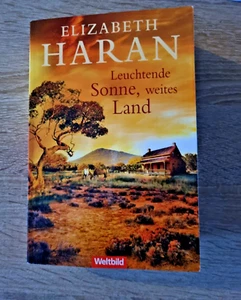 ELIZABETH
HARAN
Leuchtende
Sonne, weites
Land
Weltbild